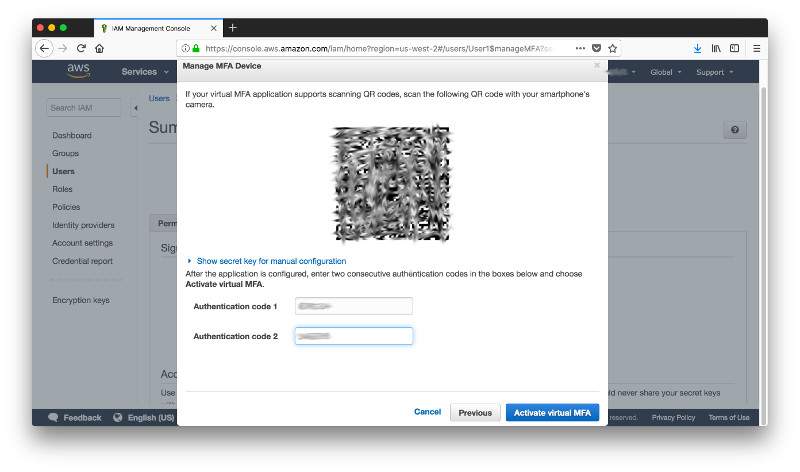 IAM Management Console
https://console.aws.amazon.com/iam/home?region=us-west-2#/users/User1$manageMFA?s
aws
Services
Global
Support
Manage MFA Device
Search IAM
Dashboard
Groups
Users
Roles
Policies
Identity providers
Account settings
Credential report
Encryption keys
Users
Sum
Perm
Sig
Acc
Use
If your virtual MFA application supports scanning QR codes, scan the following QR code with your smartphone's
camera.
Show secret key for manual configuration
After the application is configured, enter two consecutive authentication codes in the boxes below and choose
Activate virtual MFA.
Authentication code 1
Authentication code 2
d never share your secret keys
Cancel
Previous
Activate virtual MFA
Feedback
English (US)
reserved.
Privacy Policy
Terms of Use